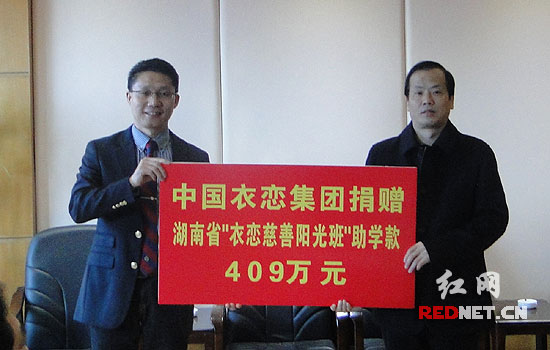 中国衣恋集团捐赠
湖南省"衣恋慈善阳光班"助学款
409万元
红网
REDNET.CN